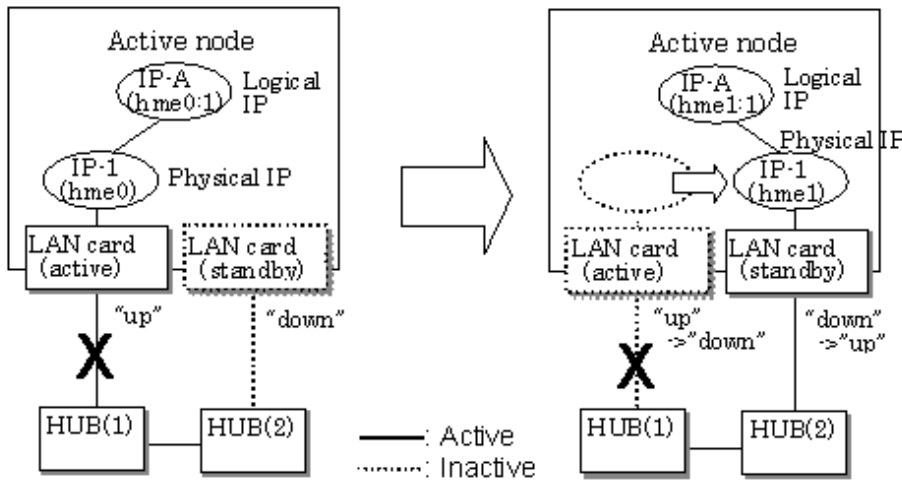 Active node
IP-A
(hme0:1)
Logical
IP
IP-1
(hme0)
Physical IP
LAN card
(active)
LAN card
(standby)
"up"
"down"
X
HUB(1)
HUB(2)
Active node
IP-A
(hme1:1)
Logical
IP
Physical IP
IP-1
(hme1)
LAN card
(active)
LAN card
(standby)
"up"
->"down"
"down"
->"up"
X
HUB(1)
HUB(2)
: Active
: Inactive